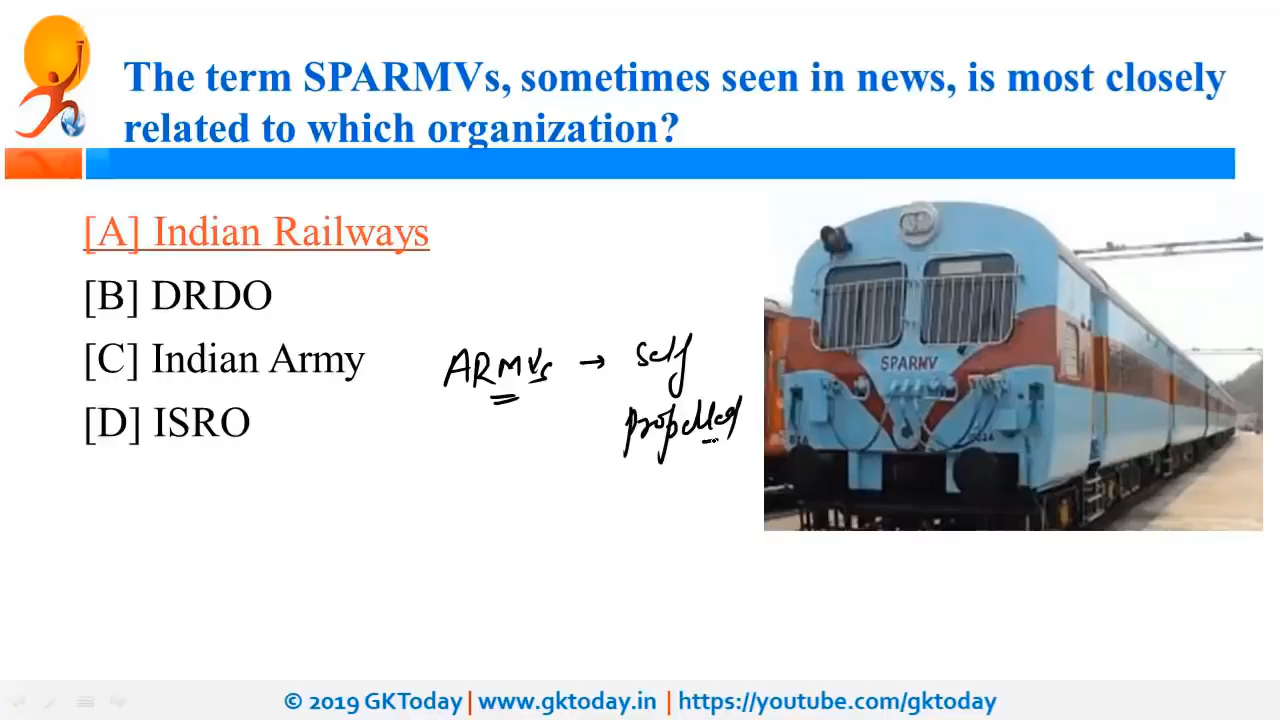 The term SPARMVs, sometimes seen in news, is most closely
related to which organization?
[A] Indian Railways
[B] DRDO
[C] Indian Army
[D] ISRO
ARMVs → Self
propelled
SPARMV
© 2019 GKToday | www.gktoday.in | https://youtube.com/gktoday